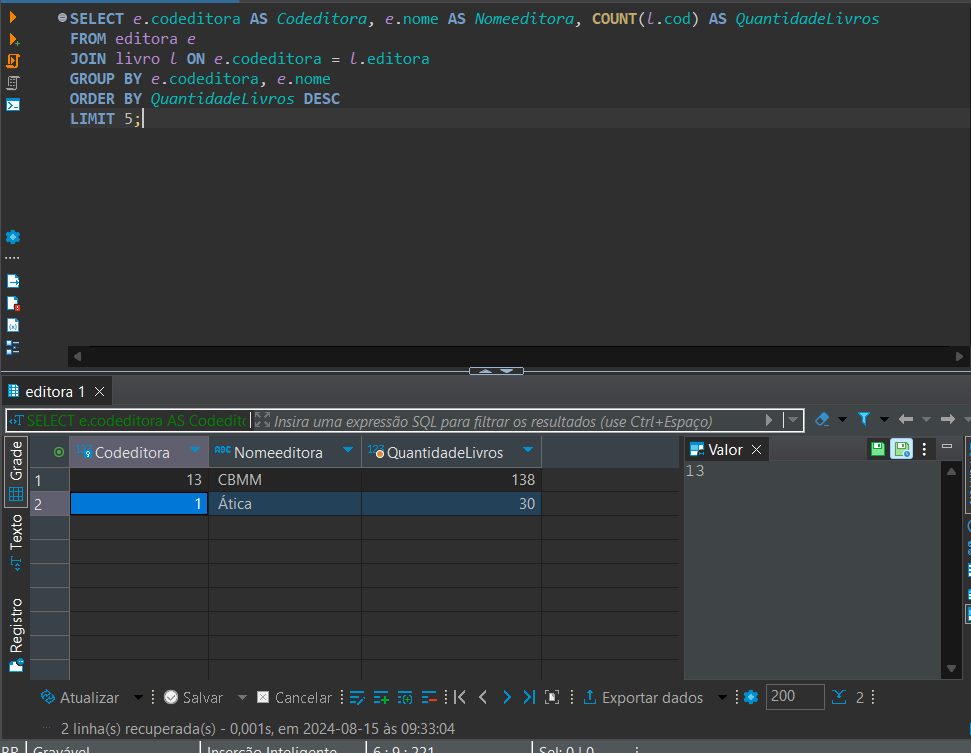 SELECT e.codeditora AS Codeditora, e.nome AS Nomeeditora, COUNT(l.cod) AS QuantidadeLivros
FROM editora e
JOIN livro l ON e.codeditora = l.editora
GROUP BY e.codeditora, e.nome
ORDER BY QuantidadeLivros DESC
LIMIT 5;
editora 1
SELECT e.codeditora AS Codedito Insira uma expressão SQL para filtrar os resultados (use Ctrl+Espaço)
Grade
Texto
Registro
Codeditora ABC Nomeeditora 123 QuantidadeLivros
1 13 CBMM 138
2 1 Ática 30
Valor
13
Atualizar Salvar Cancelar Exportar dados 200 2
2 linha(s) recuperada(s) - 0,001s, em 2024-08-15 às 09:33:04
BR Gravável Inserção Inteligente 6 : 9 : 221 Sel: 0 | 0